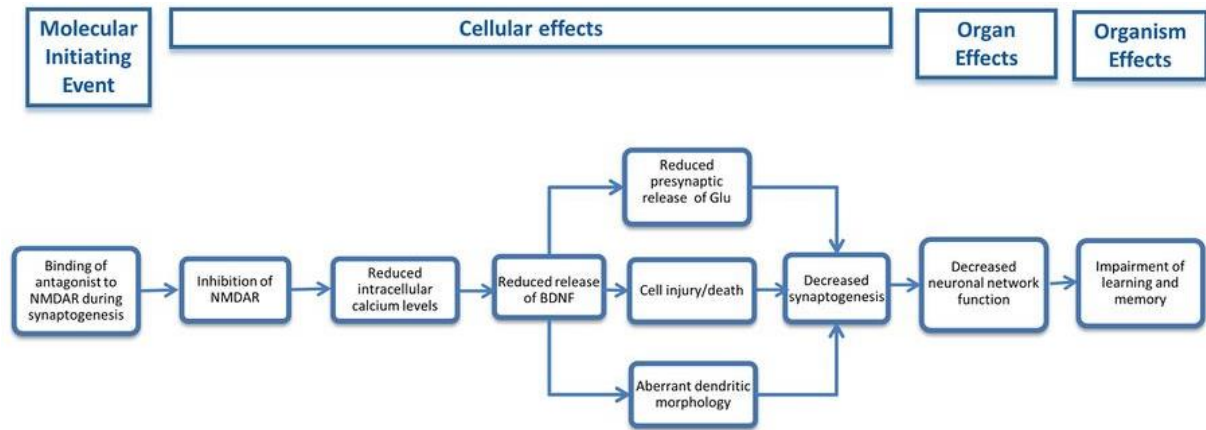 Molecular
Initiating
Event
Cellular effects
Organ
Effects
Organism
Effects
Reduced
presynaptic
release of Glu
Binding of
antagonist to
NMDAR during
synaptogenesis
Inhibition of
NMDAR
Reduced
intracellular
calcium levels
Reduced release
of BDNF
Cell injury/death
Decreased
synaptogenesis
Decreased
neuronal network
function
Impairment of
learning and
memory
Aberrant dendritic
morphology